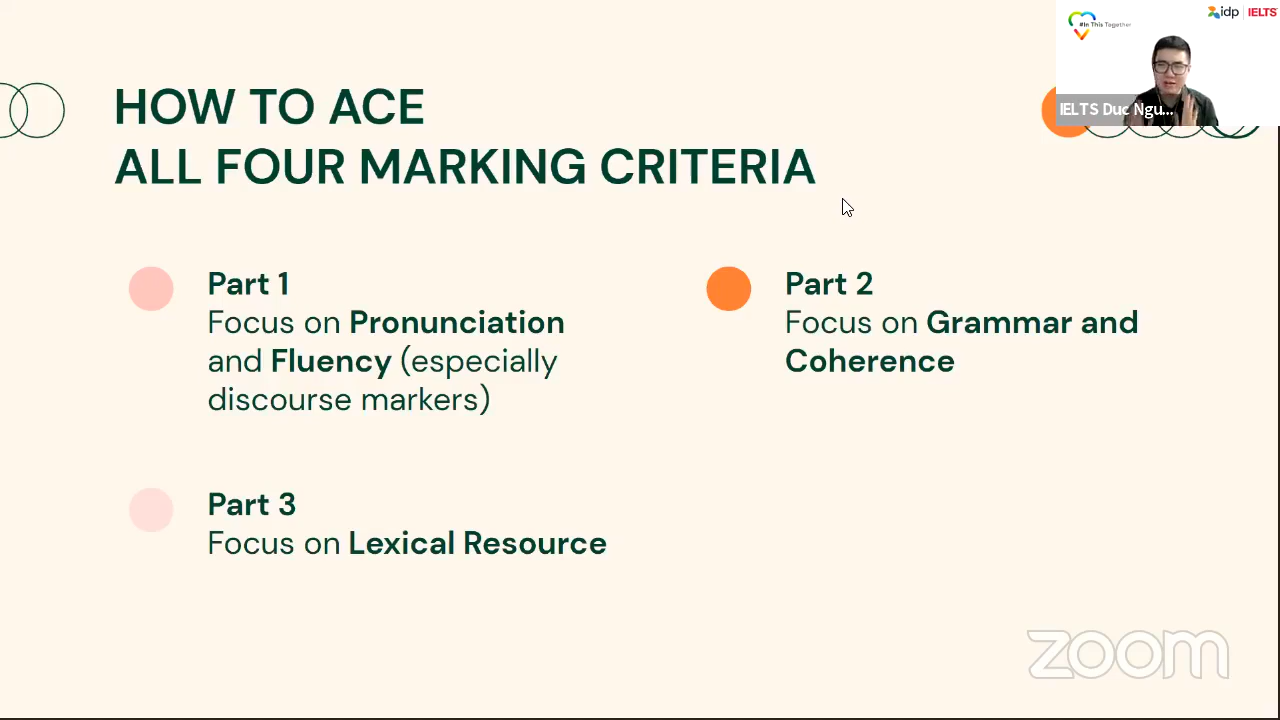 #In This Together
idp IELTS
IELTS Duc Ngu...
HOW TO ACE
ALL FOUR MARKING CRITERIA
Part 1
Focus on Pronunciation
and Fluency (especially
discourse markers)
Part 2
Focus on Grammar and
Coherence
Part 3
Focus on Lexical Resource
zoom